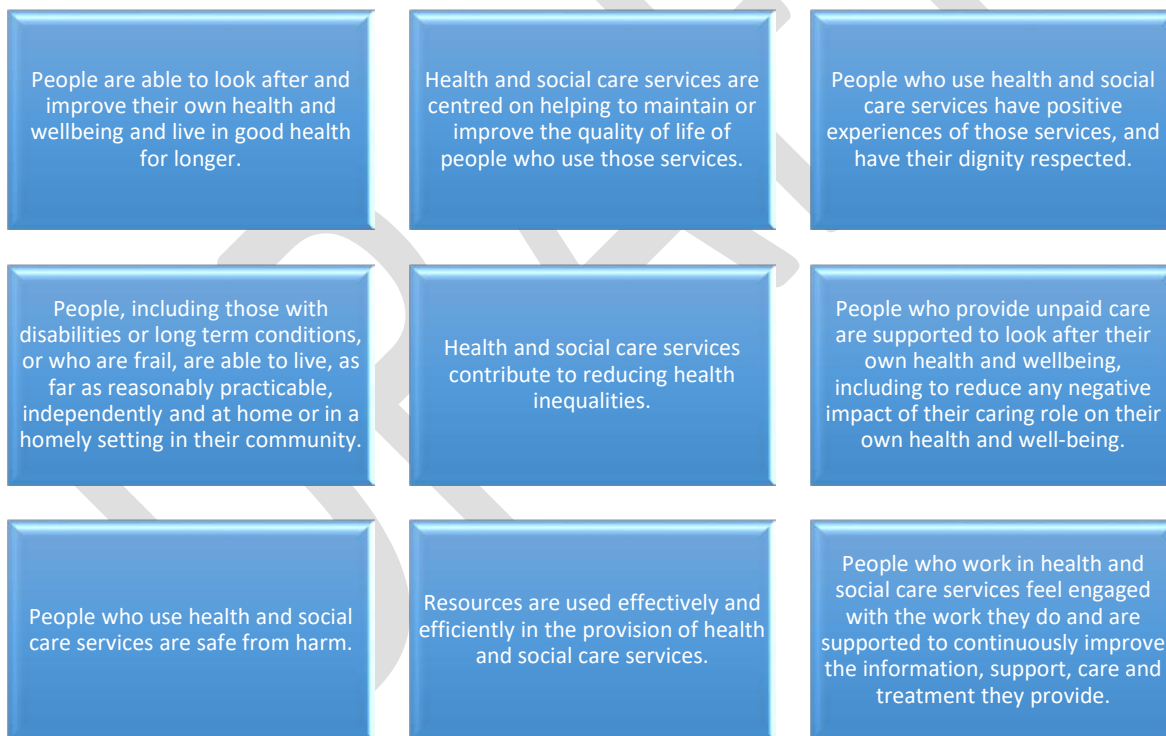 People are able to look after and
improve their own health and
wellbeing and live in good health
for longer.
Health and social care services are
centred on helping to maintain or
improve the quality of life of
people who use those services.
People who use health and social
care services have positive
experiences of those services, and
have their dignity respected.
People, including those with
disabilities or long term conditions,
or who are frail, are able to live, as
far as reasonably practicable,
independently and at home or in a
homely setting in their community.
Health and social care services
contribute to reducing health
inequalities.
People who provide unpaid care
are supported to look after their
own health and wellbeing,
including to reduce any negative
impact of their caring role on their
own health and well-being.
People who use health and social
care services are safe from harm.
Resources are used effectively and
efficiently in the provision of health
and social care services.
People who work in health and
social care services feel engaged
with the work they do and are
supported to continuously improve
the information, support, care and
treatment they provide.